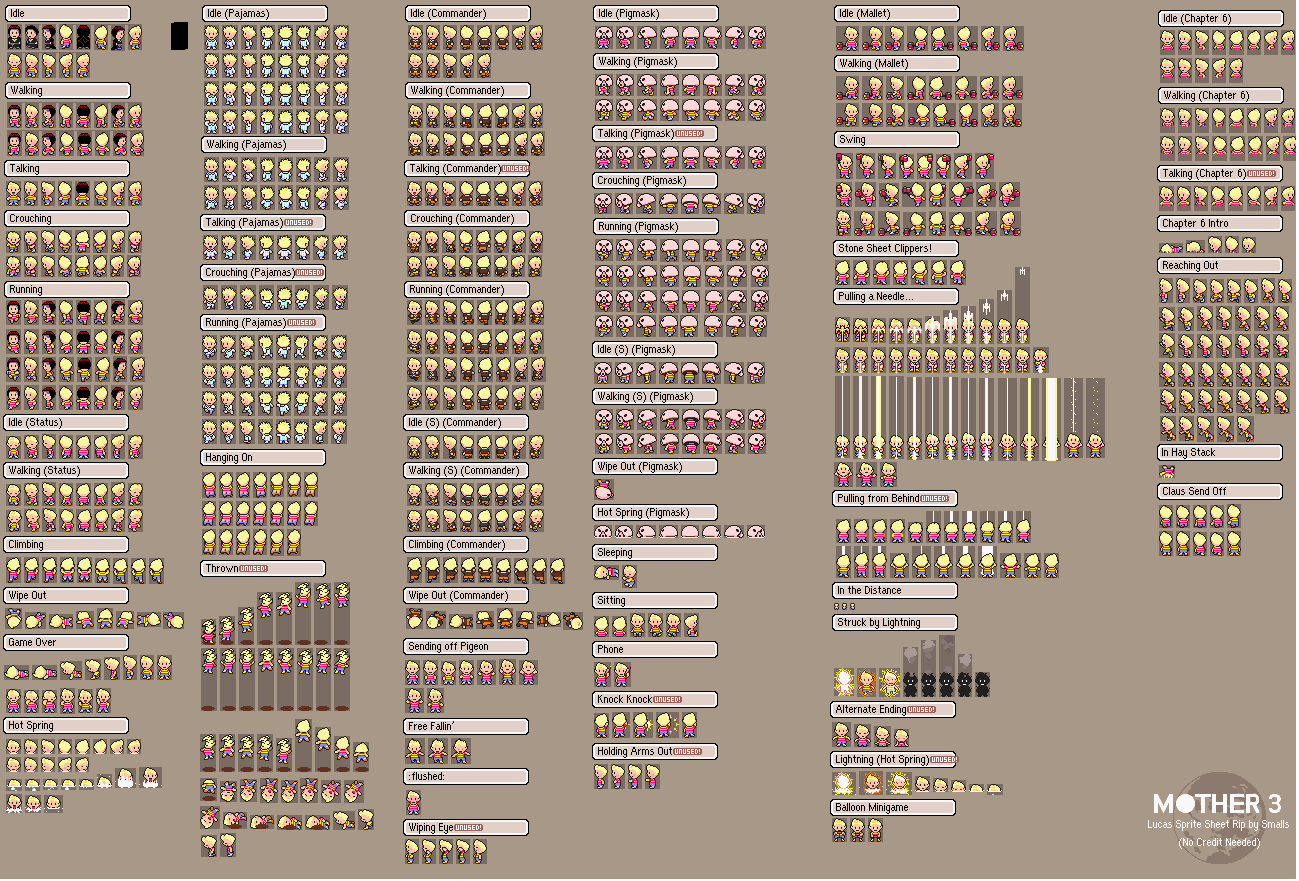 Idle
Walking
Talking
Crouching
Running
Idle (Status)
Walking (Status)
Climbing
Wipe Out
Game Over
Hot Spring
Idle (Pajamas)
Walking (Pajamas)
Talking (Pajamas) UNUSED!
Crouching (Pajamas) UNUSED!
Running (Pajamas) UNUSED!
Hanging On
Thrown UNUSED!
Idle (Commander)
Walking (Commander)
Talking (Commander) UNUSED!
Crouching (Commander)
Running (Commander)
Idle (S) (Commander)
Walking (S) (Commander)
Climbing (Commander)
Wipe Out (Commander)
Sending off Pigeon
Free Fallin'
:flushed:
Wiping Eye UNUSED!
Idle (Pigmask)
Walking (Pigmask)
Talking (Pigmask) UNUSED!
Crouching (Pigmask)
Running (Pigmask)
Idle (S) (Pigmask)
Walking (S) (Pigmask)
Wipe Out (Pigmask)
Hot Spring (Pigmask)
Sleeping
Sitting
Phone
Knock Knock UNUSED!
Holding Arms Out UNUSED!
Idle (Mallet)
Walking (Mallet)
Swing
Stone Sheet Clippers!
Pulling a Needle...
Pulling from Behind UNUSED!
In the Distance
Struck by Lightning
Alternate Ending UNUSED!
Lightning (Hot Spring) UNUSED!
Balloon Minigame
Idle (Chapter 6)
Walking (Chapter 6)
Talking (Chapter 6) UNUSED!
Chapter 6 Intro
Reaching Out
In Hay Stack
Claus Send Off
MOTHER 3
Lucas Sprite Sheet Rip by Smalls
(No Credit Needed)